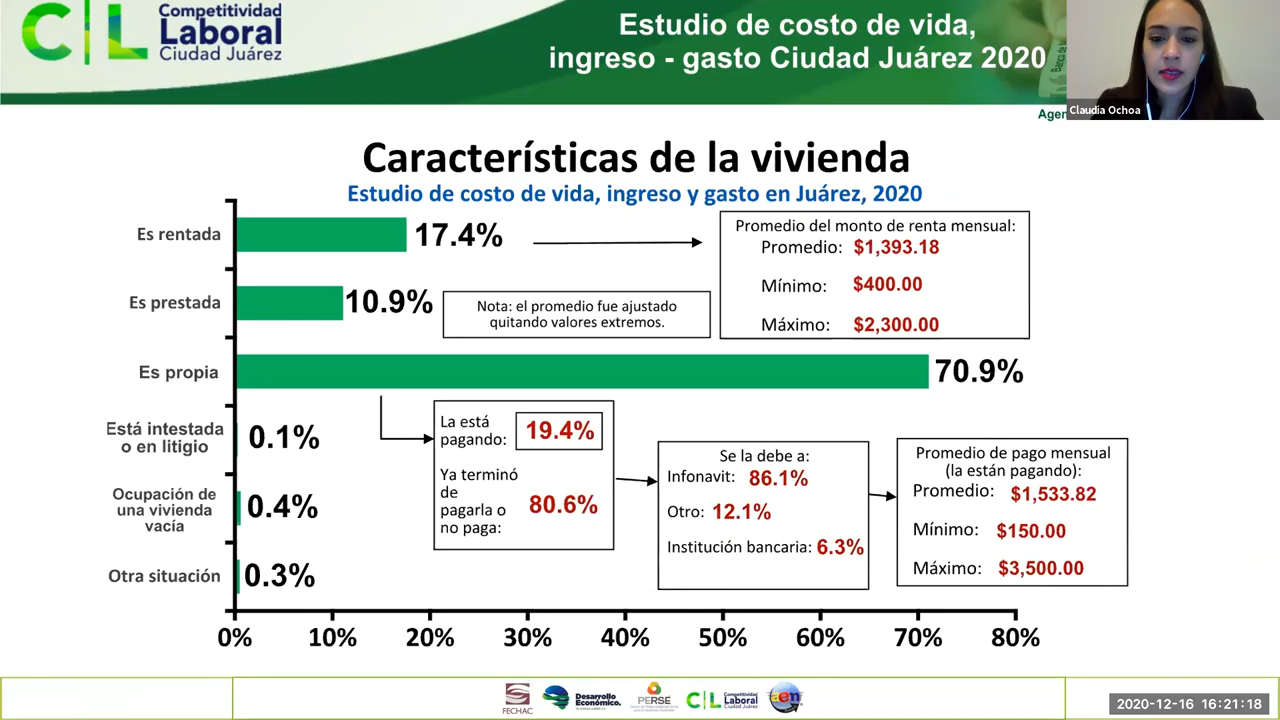 C|L
Competitividad
Laboral
Ciudad Juárez
Estudio de costo de vida,
ingreso - gasto Ciudad Juárez 2020
Claudia Ochoa
Agen
Características de la vivienda
Estudio de costo de vida, ingreso y gasto en Juárez, 2020
Es rentada
17.4%
Promedio del monto de renta mensual:
Promedio: $1,393.18
Mínimo: $400.00
Máximo: $2,300.00
Es prestada
10.9%
Nota: el promedio fue ajustado
quitando valores extremos.
Es propia
70.9%
La está
pagando:
19.4%
Ya terminó
de
pagarla o
no paga:
80.6%
Se la debe a:
Infonavit: 86.1%
Otro: 12.1%
Institución bancaria: 6.3%
Promedio de pago mensual
(la están pagando):
Promedio: $1,533.82
Mínimo: $150.00
Máximo: $3,500.00
Está intestada
o en litigio
0.1%
Ocupación de
una vivienda
vacía
0.4%
Otra situación
0.3%
0% 10% 20% 30% 40% 50% 60% 70% 80%
FECHAC
Desarrollo
Económico.
PERSÉ
C|L
Competitividad
Laboral
Ciudad Juárez
2020-12-16 16:21:18